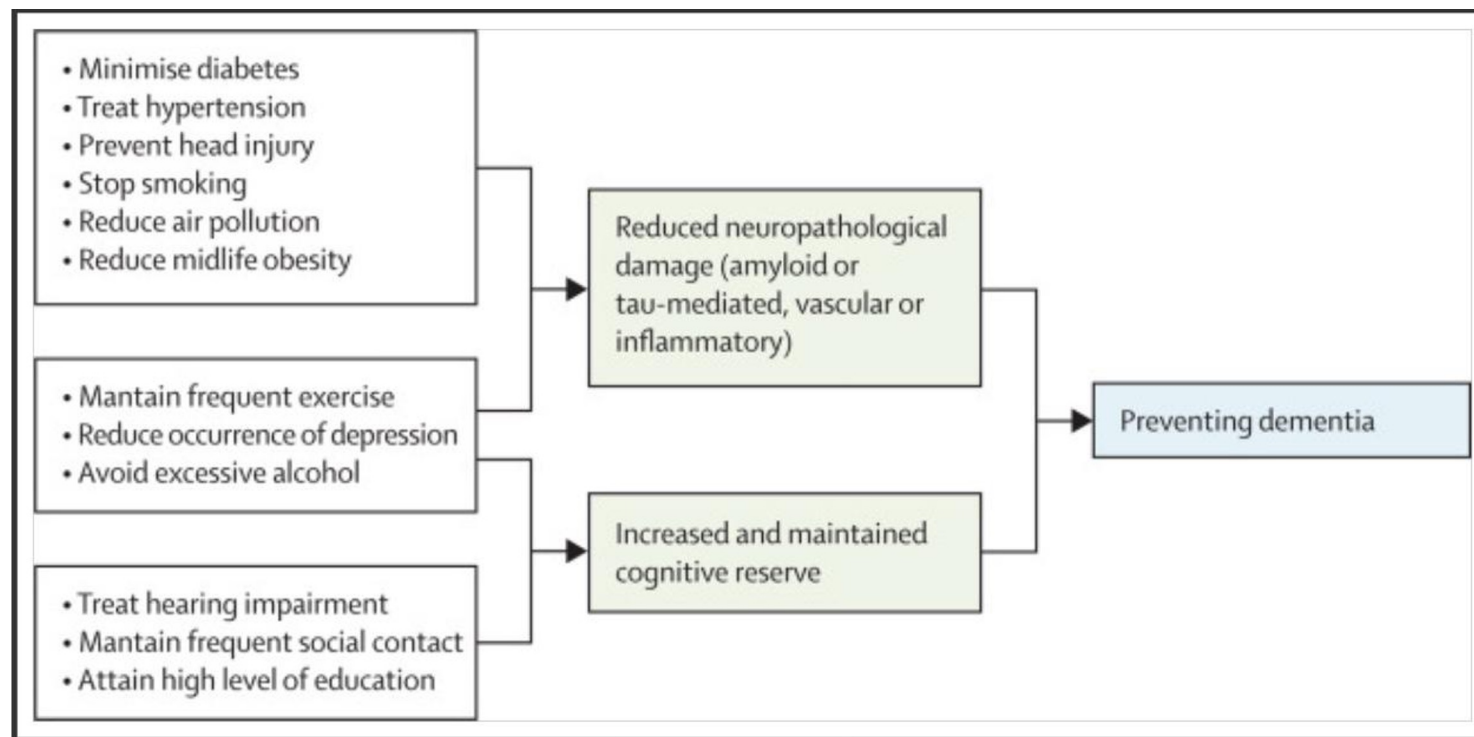 • Minimise diabetes
• Treat hypertension
• Prevent head injury
• Stop smoking
• Reduce air pollution
• Reduce midlife obesity
• Mantain frequent exercise
• Reduce occurrence of depression
• Avoid excessive alcohol
• Treat hearing impairment
• Mantain frequent social contact
• Attain high level of education
Reduced neuropathological
damage (amyloid or
tau-mediated, vascular or
inflammatory)
Increased and maintained
cognitive reserve
Preventing dementia